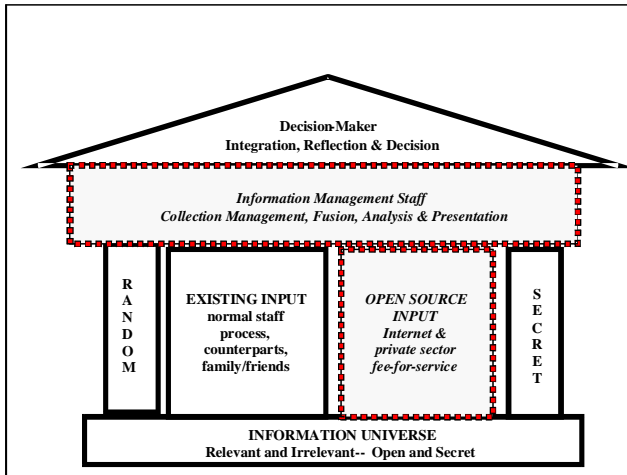 Decision-Maker
Integration, Reflection & Decision
Information Management Staff
Collection Management, Fusion, Analysis & Presentation
RANDOM
EXISTING INPUT
normal staff
process,
counterparts,
family/friends
OPEN SOURCE
INPUT
Internet &
private sector
fee-for-service
SECRET
INFORMATION UNIVERSE
Relevant and Irrelevant-- Open and Secret